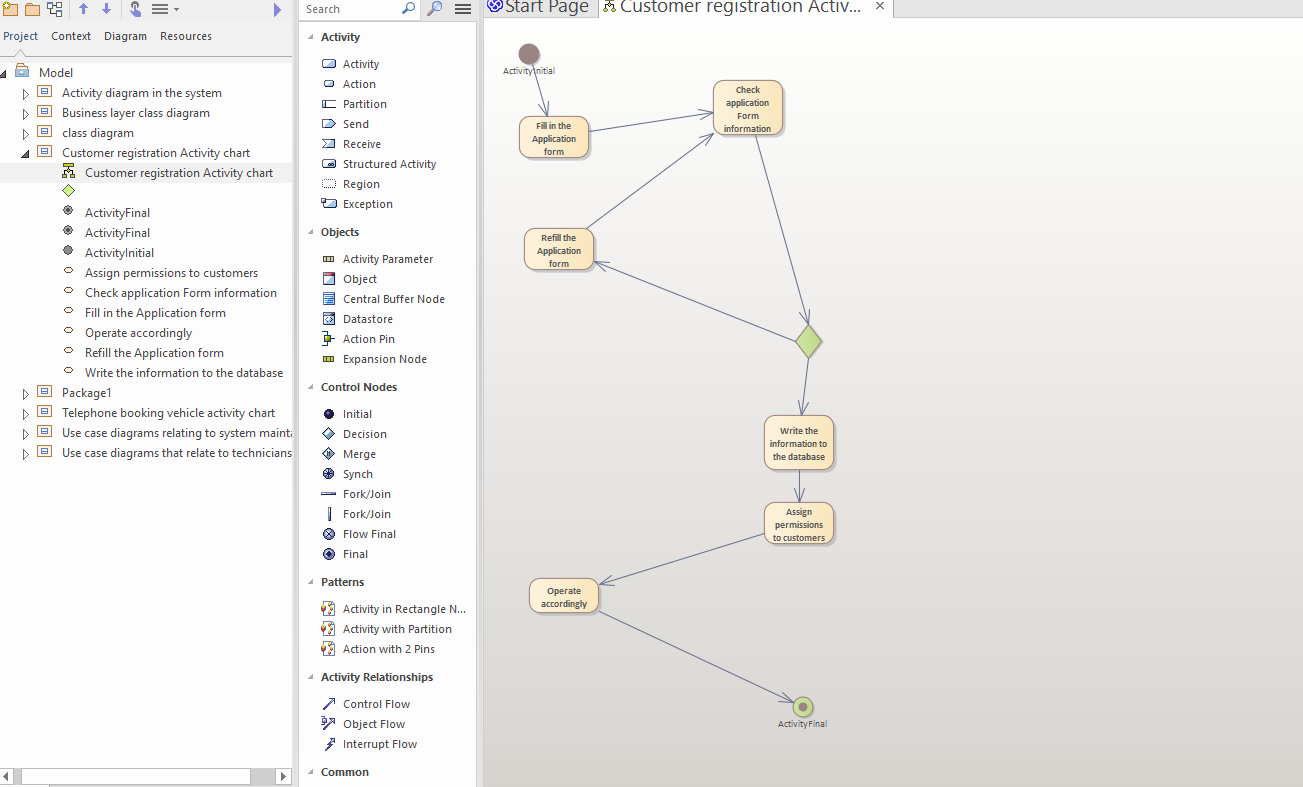 Start Page
Customer registration Activ...
Project Context Diagram Resources
Model
Activity diagram in the system
Business layer class diagram
class diagram
Customer registration Activity chart
Customer registration Activity chart
ActivityFinal
ActivityFinal
ActivityInitial
Assign permissions to customers
Check application Form information
Fill in the Application form
Operate accordingly
Refill the Application form
Write the information to the database
Package1
Telephone booking vehicle activity chart
Use case diagrams relating to system maint
Use case diagrams that relate to technicians
Search
Activity
Activity
Action
Partition
Send
Receive
Structured Activity
Region
Exception
Objects
Activity Parameter
Object
Central Buffer Node
Datastore
Action Pin
Expansion Node
Control Nodes
Initial
Decision
Merge
Synch
Fork/Join
Fork/Join
Flow Final
Final
Patterns
Activity in Rectangle N...
Activity with Partition
Action with 2 Pins
Activity Relationships
Control Flow
Object Flow
Interrupt Flow
Common
ActivityInitial
Fill in the
Application
form
Check
application
Form
information
Refill the
Application
form
Write the
information to
the database
Assign
permissions
to customers
Operate
accordingly
ActivityFinal